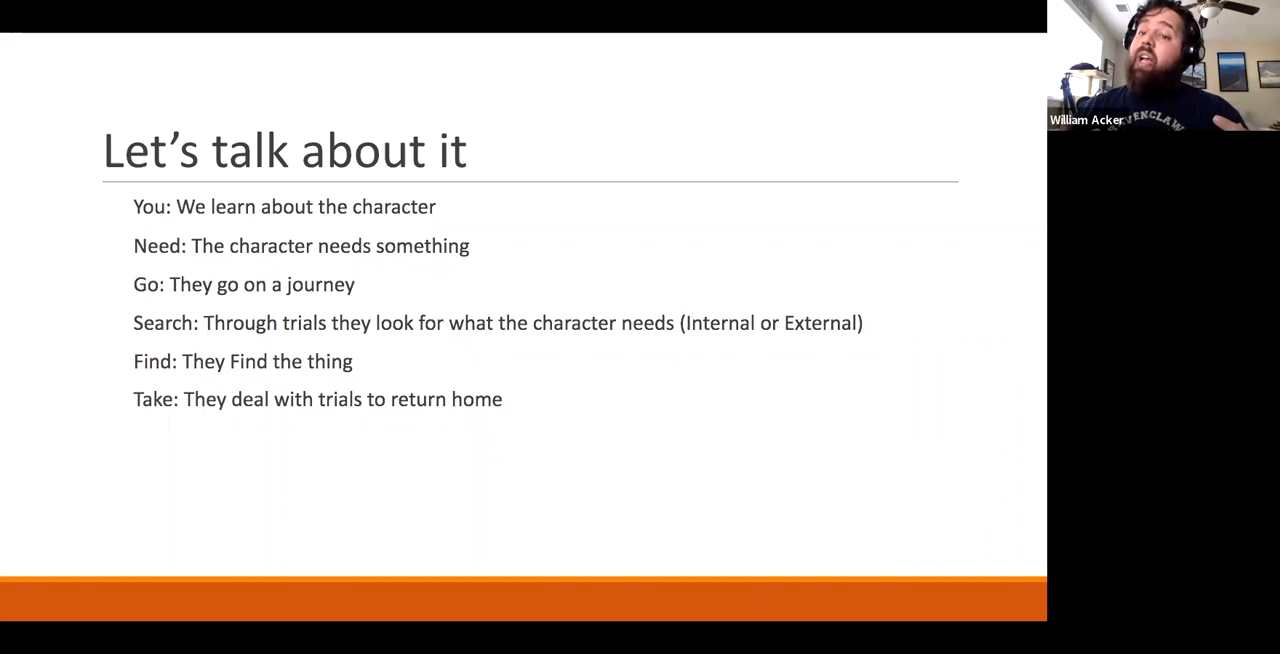 Let's talk about it
You: We learn about the character
Need: The character needs something
Go: They go on a journey
Search: Through trials they look for what the character needs (Internal or External)
Find: They Find the thing
Take: They deal with trials to return home
William Acker